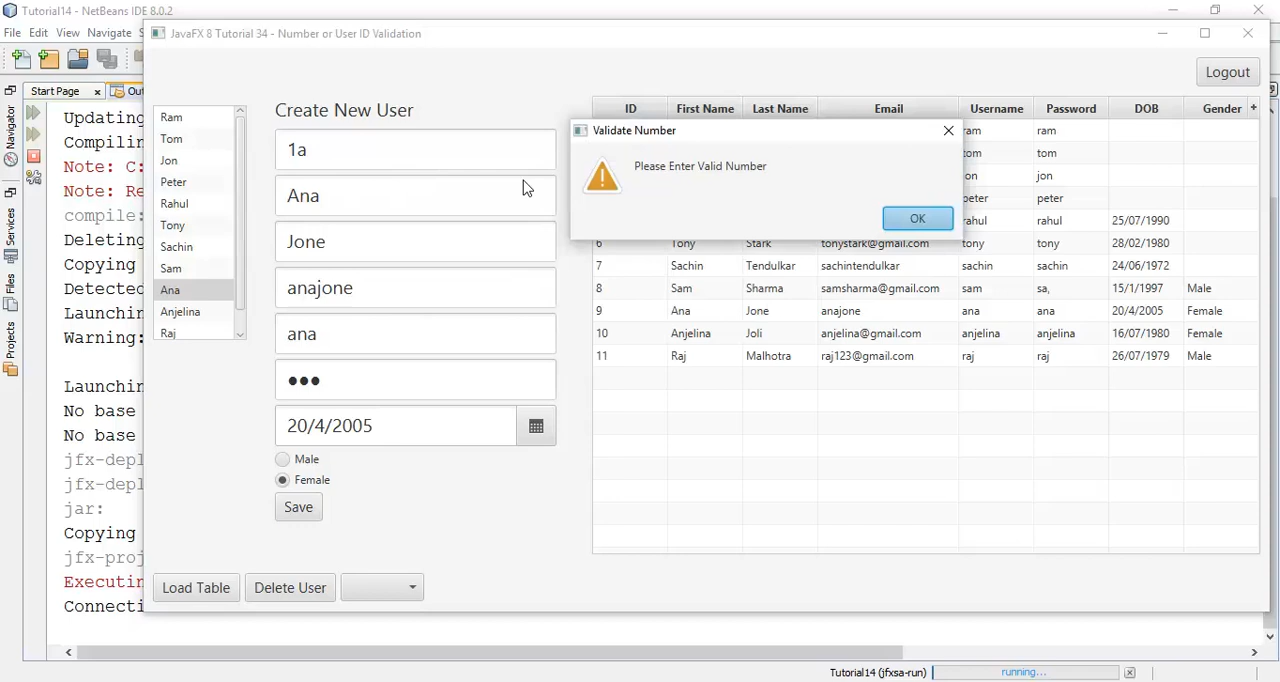 Tutorial14 - NetBeans IDE 8.0.2
File Edit View Navigate
JavaFX 8 Tutorial 34 - Number or User ID Validation
Logout
Start Page
Out
Navigator
Services
Files
Projects
Updating
Compilin
Note: C:
Note: Re
compile:
Deleting
Copying
Detected
Launchin
Warning:
Launchin
No base
No base
jfx-depl
jfx-depl
jar:
Copying
jfx-proj
Executin
Connecti
Ram
Tom
Jon
Peter
Rahul
Tony
Sachin
Sam
Ana
Anjelina
Raj
Create New User
1a
Ana
Jone
anajone
ana
●●●
20/4/2005
Male
Female
Save
Load Table
Delete User
Validate Number
Please Enter Valid Number
OK
ID First Name Last Name Email Username Password DOB Gender +
ram ram
tom tom
jon jon
peter peter
rahul rahul 25/07/1990
6 Tony Stark tonystark@gmail.com tony tony 28/02/1980
7 Sachin Tendulkar sachintendulkar sachin sachin 24/06/1972
8 Sam Sharma samsharma@gmail.com sam sa, 15/1/1997 Male
9 Ana Jone anajone ana ana 20/4/2005 Female
10 Anjelina Joli anjelina@gmail.com anjelina anjelina 16/07/1980 Female
11 Raj Malhotra raj123@gmail.com raj raj 26/07/1979 Male
Tutorial14 (jfxsa-run)
running...